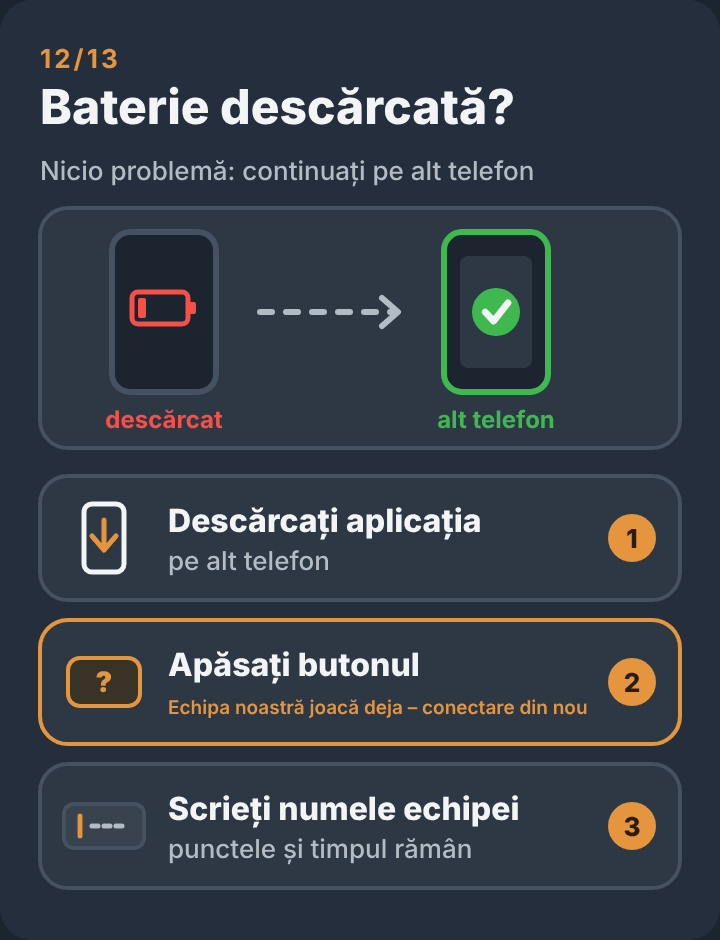 12/13
Baterie descărcată?
Nicio problemă: continuați pe alt telefon
descărcat
alt telefon
Descărcați aplicația
pe alt telefon
1
?
Apăsați butonul
Echipa noastră joacă deja – conectare din nou
2
Scrieți numele echipei
punctele și timpul rămân
3